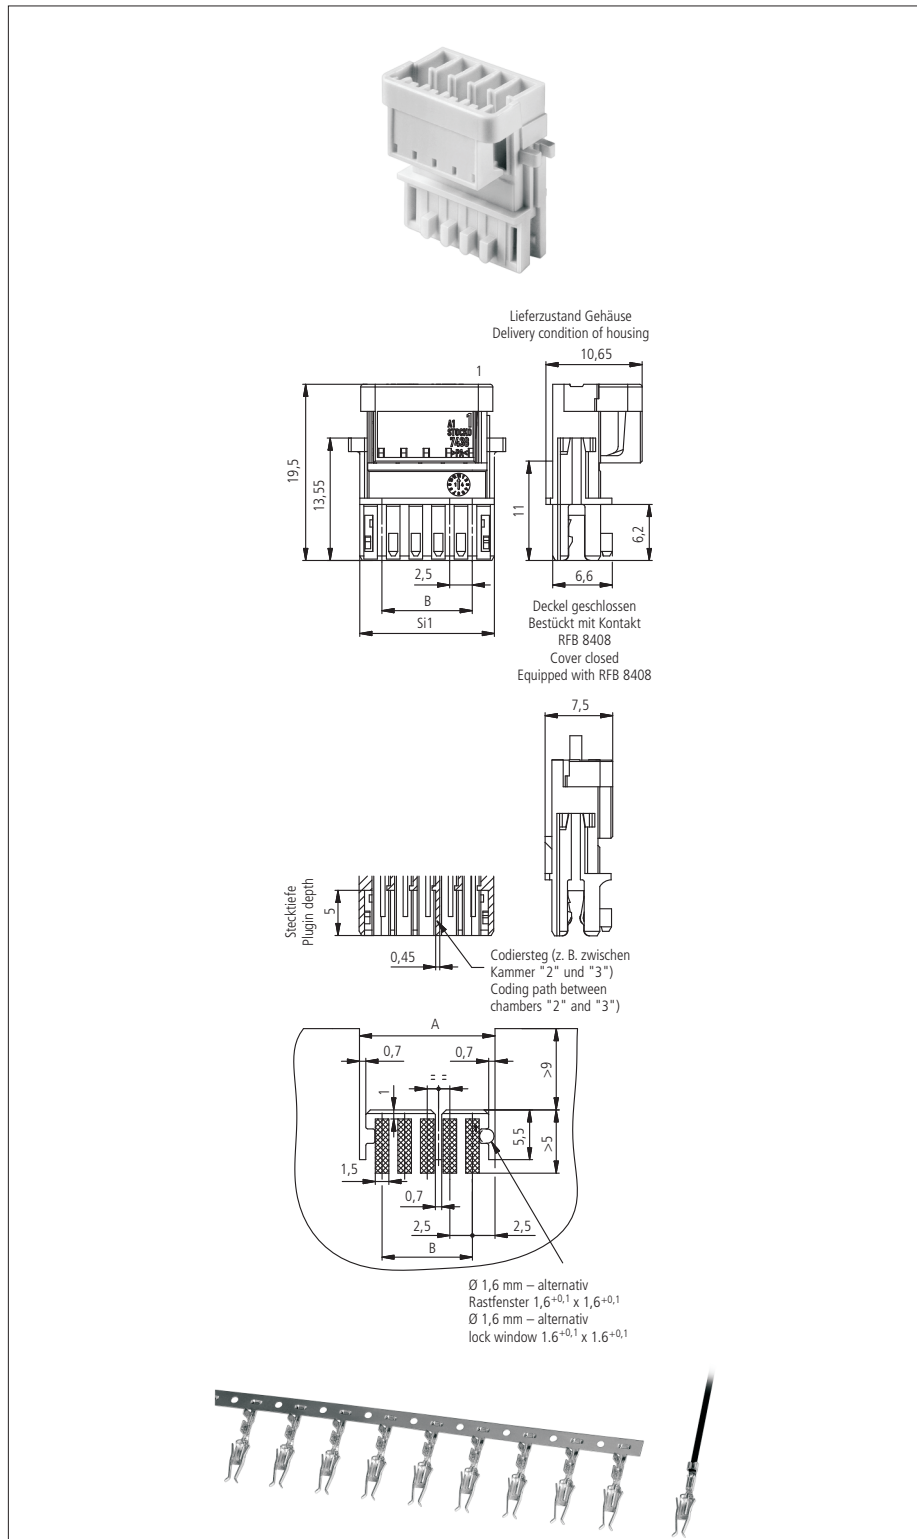 Lieferzustand Gehäuse
Delivery condition of housing
10,65
1
A1
STOCKO
7438
>PA<
19,5
13,55
11
6,2
2,5
6,6
B
Si1
Deckel geschlossen
Bestückt mit Kontakt
RFB 8408
Cover closed
Equipped with RFB 8408
7,5
Stecktiefe
Plugin depth
5
0,45
Codiersteg (z. B. zwischen
Kammer "2" und "3")
Coding path between
chambers "2" and "3")
A
0,7
0,7
>9
= =
1
5,5
>5
1,5
0,7
2,5
2,5
B
Ø 1,6 mm – alternativ
Rastfenster 1,6+0,1 x 1,6+0,1
Ø 1,6 mm – alternativ
lock window 1.6+0,1 x 1.6+0,1